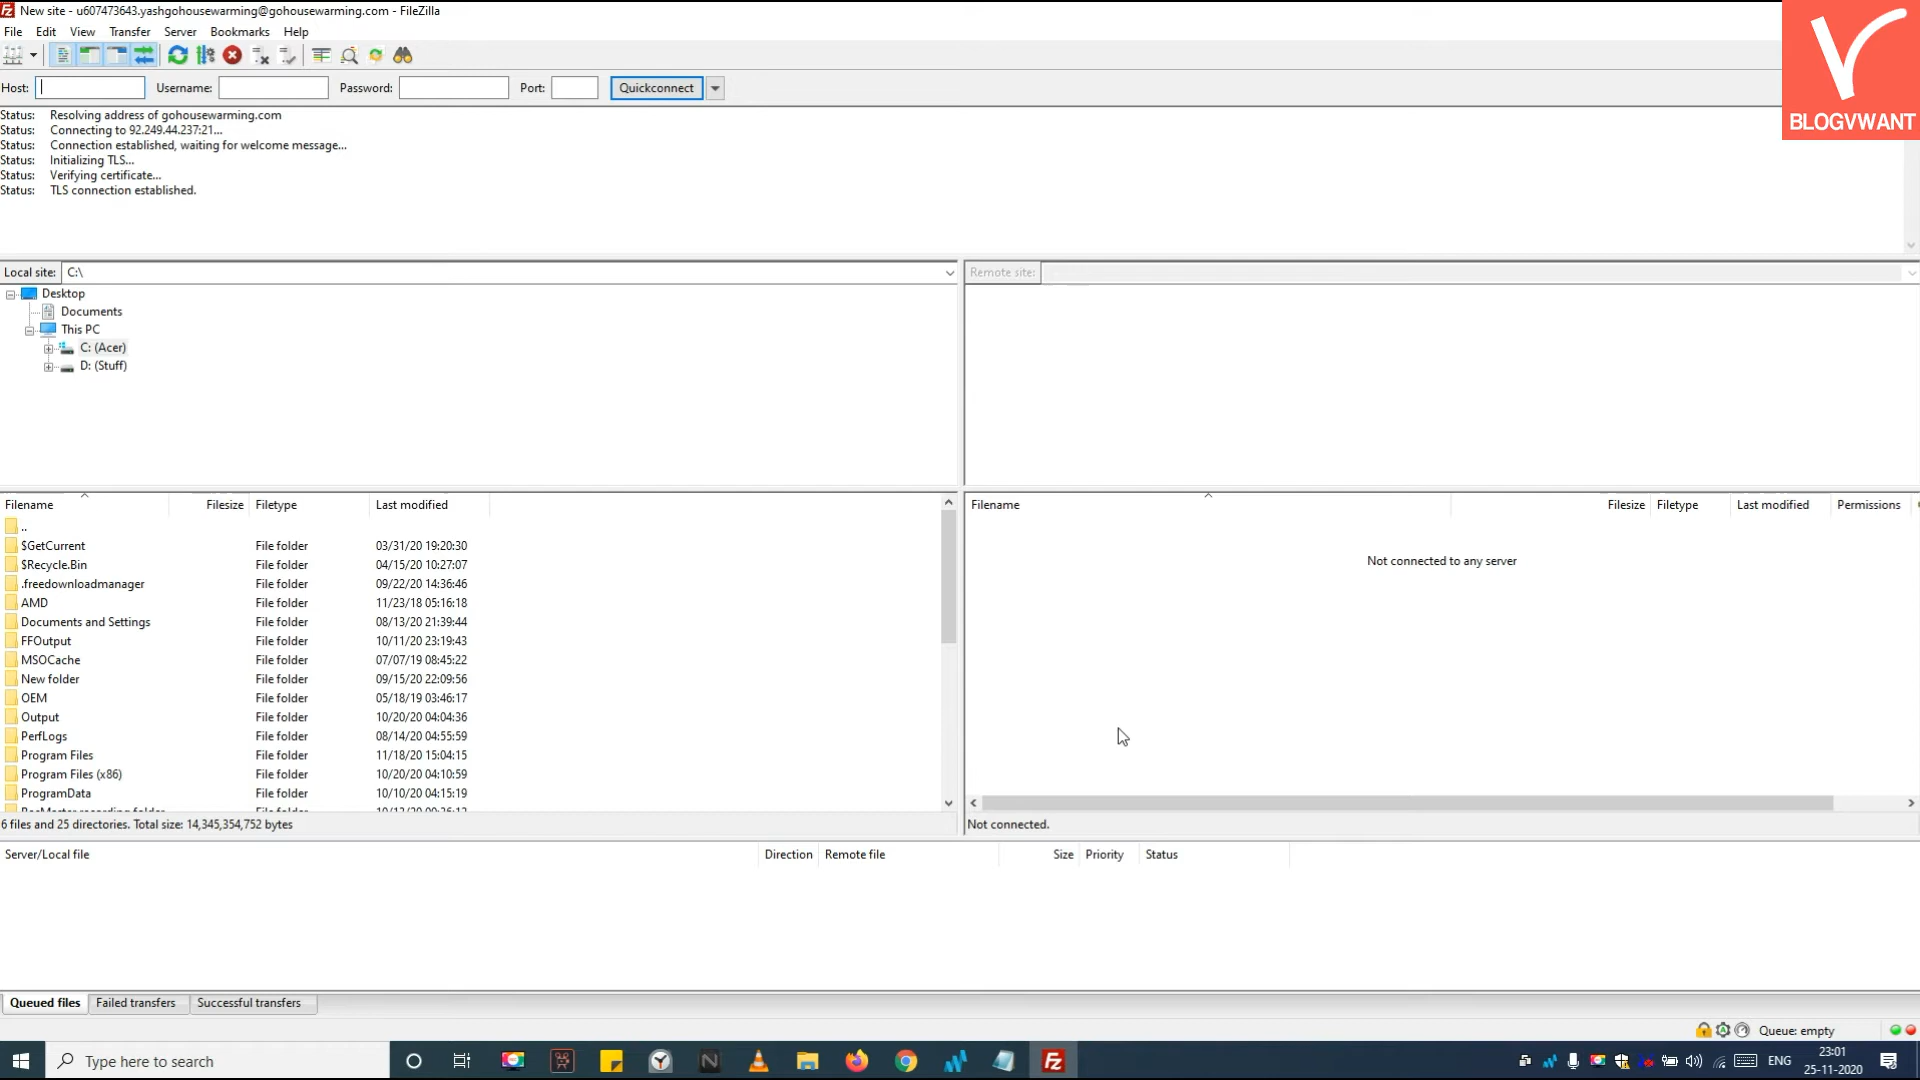 New site - u607473643.yashgohousewarming@gohousewarming.com - FileZilla
File Edit View Transfer Server Bookmarks Help
Host: Username: Password: Port: Quickconnect
BLOGVWANT
Status: Resolving address of gohousewarming.com
Status: Connecting to 92.249.44.237:21...
Status: Connection established, waiting for welcome message...
Status: Initializing TLS...
Status: Verifying certificate...
Status: TLS connection established.
Local site: C:\
Remote site:
Desktop
Documents
This PC
C: (Acer)
D: (Stuff)
Filename Filesize Filetype Last modified
..
$GetCurrent File folder 03/31/20 19:20:30
$Recycle.Bin File folder 04/15/20 10:27:07
.freedownloadmanager File folder 09/22/20 14:36:46
AMD File folder 11/23/18 05:16:18
Documents and Settings File folder 08/13/20 21:39:44
FFOutput File folder 10/11/20 23:19:43
MSOCache File folder 07/07/19 08:45:22
New folder File folder 09/15/20 22:09:56
OEM File folder 05/18/19 03:46:17
Output File folder 10/20/20 04:04:36
PerfLogs File folder 08/14/20 04:55:59
Program Files File folder 11/18/20 15:04:15
Program Files (x86) File folder 10/20/20 04:10:59
ProgramData File folder 10/10/20 04:15:19
6 files and 25 directories. Total size: 14,345,354,752 bytes
Filename Filesize Filetype Last modified Permissions
Not connected to any server
Not connected.
Server/Local file Direction Remote file Size Priority Status
Queued files Failed transfers Successful transfers
Queue: empty
Type here to search
Fz
ENG
23:01
25-11-2020